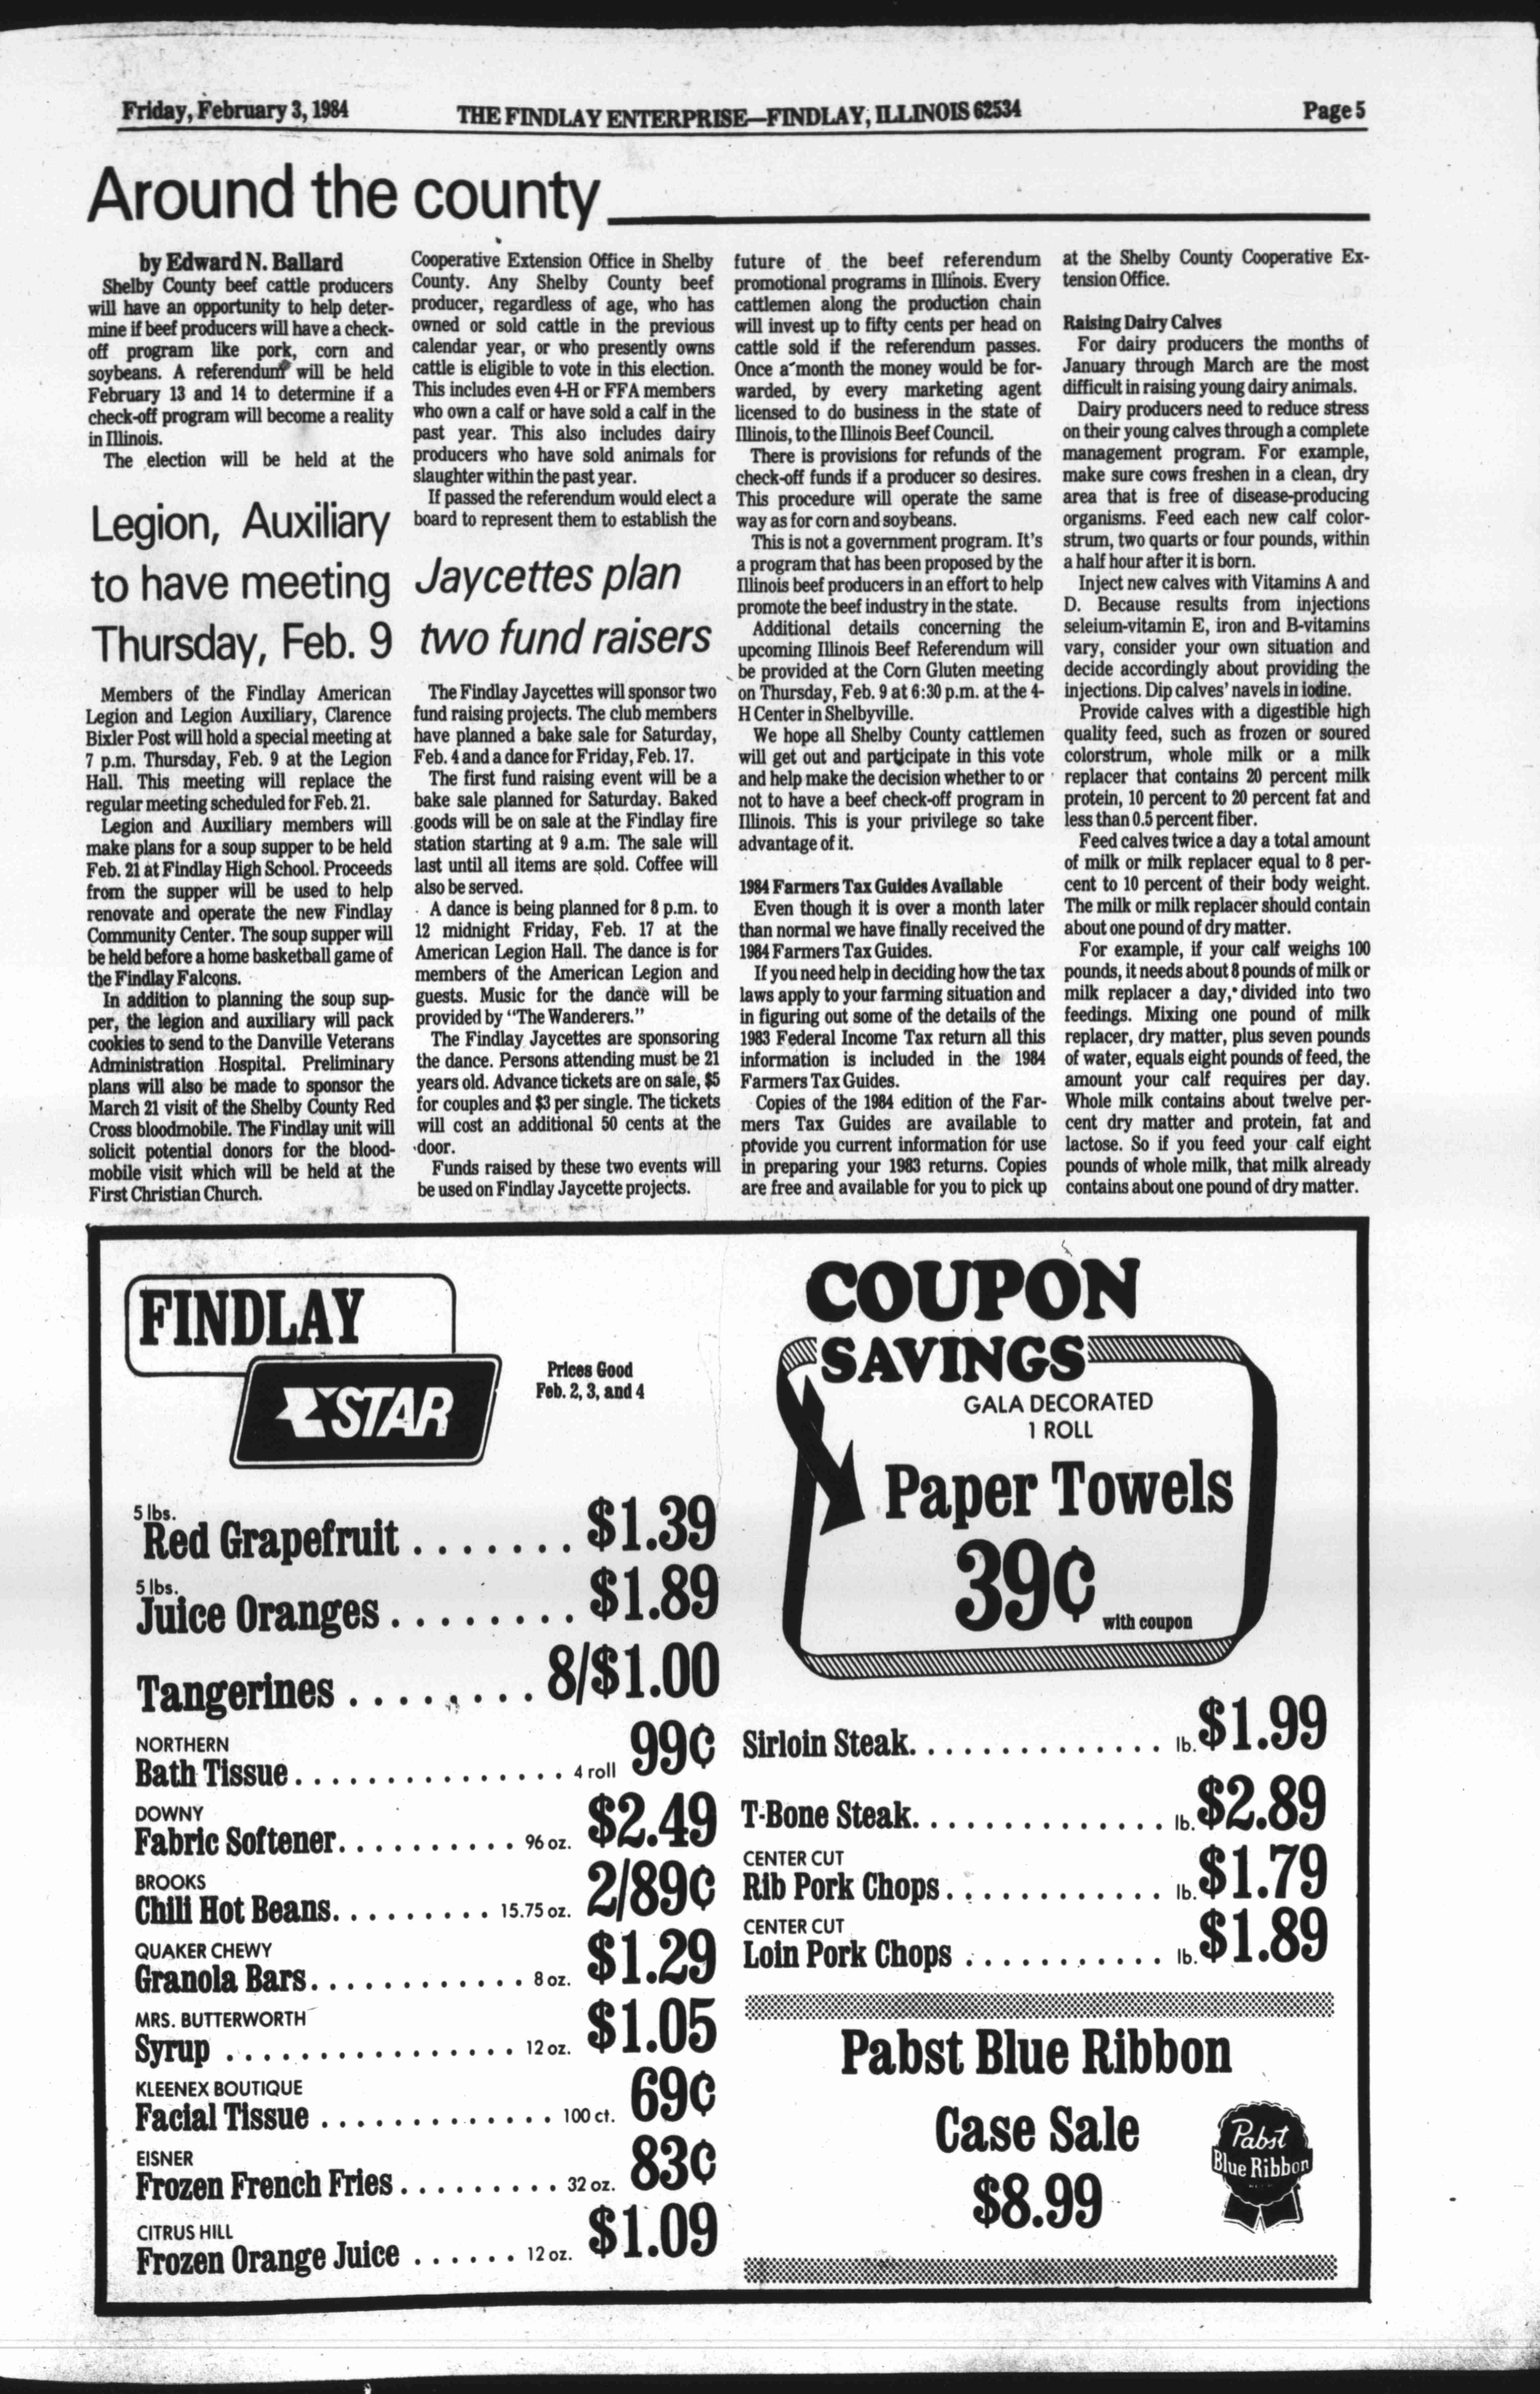 Friday, February 3, 1984
THE FINDLAY ENTERPRISE—FINDLAY, ILLINOIS 62534
Page 5
Around the county
by Edward N. Ballard
Shelby County beef cattle producers
will have an opportunity to help deter-
mine if beef producers will have a check-
off program like pork, corn and
soybeans. A referendum will be held
February 13 and 14 to determine if a
check-off program will become a reality
in Illinois.
The election will be held at the
Cooperative Extension Office in Shelby
County. Any Shelby County beef
producer, regardless of age, who has
owned or sold cattle in the previous
calendar year, or who presently owns
cattle is eligible to vote in this election.
This includes even 4-H or FFA members
who own a calf or have sold a calf in the
past year. This also includes dairy
producers who have sold animals for
slaughter within the past year.
If passed the referendum would elect a
board to represent them to establish the
future of the beef referendum
promotional programs in Illinois. Every
cattlemen along the production chain
will invest up to fifty cents per head on
cattle sold if the referendum passes.
Once a month the money would be for-
warded, by every marketing agent
licensed to do business in the state of
Illinois, to the Illinois Beef Council.
There is provisions for refunds of the
check-off funds if a producer so desires.
This procedure will operate the same
way as for corn and soybeans.
This is not a government program. It's
a program that has been proposed by the
Illinois beef producers in an effort to help
promote the beef industry in the state.
Additional details concerning the
upcoming Illinois Beef Referendum will
be provided at the Corn Gluten meeting
on Thursday, Feb. 9 at 6:30 p.m. at the 4-
H Center in Shelbyville.
We hope all Shelby County cattlemen
will get out and participate in this vote
and help make the decision whether to or
not to have a beef check-off program in
Illinois. This is your privilege so take
advantage of it.
1984 Farmers Tax Guides Available
Even though it is over a month later
than normal we have finally received the
1984 Farmers Tax Guides.
If you need help in deciding how the tax
laws apply to your farming situation and
in figuring out some of the details of the
1983 Federal Income Tax return all this
information is included in the 1984
Farmers Tax Guides.
Copies of the 1984 edition of the Far-
mers Tax Guides are available to
provide you current information for use
in preparing your 1983 returns. Copies
are free and available for you to pick up
at the Shelby County Cooperative Ex-
tension Office.
Raising Dairy Calves
For dairy producers the months of
January through March are the most
difficult in raising young dairy animals.
Dairy producers need to reduce stress
on their young calves through a complete
management program. For example,
make sure cows freshen in a clean, dry
area that is free of disease-producing
organisms. Feed each new calf color-
strum, two quarts or four pounds, within
a half hour after it is born.
Inject new calves with Vitamins A and
D. Because results from injections
seleium-vitamin E, iron and B-vitamins
vary, consider your own situation and
decide accordingly about providing the
injections. Dip calves' navels in iodine.
Provide calves with a digestible high
quality feed, such as frozen or soured
colorstrum, whole milk or a milk
replacer that contains 20 percent milk
protein, 10 percent to 20 percent fat and
less than 0.5 percent fiber.
Feed calves twice a day a total amount
of milk or milk replacer equal to 8 per-
cent to 10 percent of their body weight.
The milk or milk replacer should contain
about one pound of dry matter.
For example, if your calf weighs 100
pounds, it needs about 8 pounds of milk or
milk replacer a day, divided into two
feedings. Mixing one pound of milk
replacer, dry matter, plus seven pounds
of water, equals eight pounds of feed, the
amount your calf requires per day.
Whole milk contains about twelve per-
cent dry matter and protein, fat and
lactose. So if you feed your calf eight
pounds of whole milk, that milk already
contains about one pound of dry matter.
Legion, Auxiliary
to have meeting
Thursday, Feb. 9
Members of the Findlay American
Legion and Legion Auxiliary, Clarence
Bixler Post will hold a special meeting at
7 p.m. Thursday, Feb. 9 at the Legion
Hall. This meeting will replace the
regular meeting scheduled for Feb. 21.
Legion and Auxiliary members will
make plans for a soup supper to be held
Feb. 21 at Findlay High School. Proceeds
from the supper will be used to help
renovate and operate the new Findlay
Community Center. The soup supper will
be held before a home basketball game of
the Findlay Falcons.
In addition to planning the soup sup-
per, the legion and auxiliary will pack
cookies to send to the Danville Veterans
Administration Hospital. Preliminary
plans will also be made to sponsor the
March 21 visit of the Shelby County Red
Cross bloodmobile. The Findlay unit will
solicit potential donors for the blood-
mobile visit which will be held at the
First Christian Church.
Jaycettes plan
two fund raisers
The Findlay Jaycettes will sponsor two
fund raising projects. The club members
have planned a bake sale for Saturday,
Feb. 4 and a dance for Friday, Feb. 17.
The first fund raising event will be a
bake sale planned for Saturday. Baked
goods will be on sale at the Findlay fire
station starting at 9 a.m. The sale will
last until all items are sold. Coffee will
also be served.
A dance is being planned for 8 p.m. to
12 midnight Friday, Feb. 17 at the
American Legion Hall. The dance is for
members of the American Legion and
guests. Music for the dance will be
provided by "The Wanderers."
The Findlay Jaycettes are sponsoring
the dance. Persons attending must be 21
years old. Advance tickets are on sale, $5
for couples and $3 per single. The tickets
will cost an additional 50 cents at the
door.
Funds raised by these two events will
be used on Findlay Jaycette projects.
FINDLAY
STAR
Prices Good
Feb. 2, 3, and 4
5 lbs.
Red Grapefruit . . . . . . . $1.39
5 lbs.
Juice Oranges . . . . . . . . $1.89
Tangerines . . . . . . . . 8/$1.00
NORTHERN
Bath Tissue . . . . . . . . . . . . . . . 4 roll 99¢
DOWNY
Fabric Softener. . . . . . . . . . 96 oz. $2.49
BROOKS
Chili Hot Beans. . . . . . . . . 15.75 oz. 2/89¢
QUAKER CHEWY
Granola Bars. . . . . . . . . . . . 8 oz. $1.29
MRS. BUTTERWORTH
Syrup . . . . . . . . . . . . . . . . 12 oz. $1.05
KLEENEX BOUTIQUE
Facial Tissue . . . . . . . . . . . . . 100 ct. 69¢
EISNER
Frozen French Fries . . . . . . . . . 32 oz. 83¢
CITRUS HILL
Frozen Orange Juice . . . . . . 12 oz. $1.09
COUPON
SAVINGS
GALA DECORATED
1 ROLL
Paper Towels
39¢
with coupon
Sirloin Steak. . . . . . . . . . . . . . lb. $1.99
T-Bone Steak. . . . . . . . . . . . . . lb. $2.89
CENTER CUT
Rib Pork Chops . . . . . . . . . . . . lb. $1.79
CENTER CUT
Loin Pork Chops . . . . . . . . . . . lb. $1.89
Pabst Blue Ribbon
Case Sale
$8.99
Pabst
Blue Ribbon